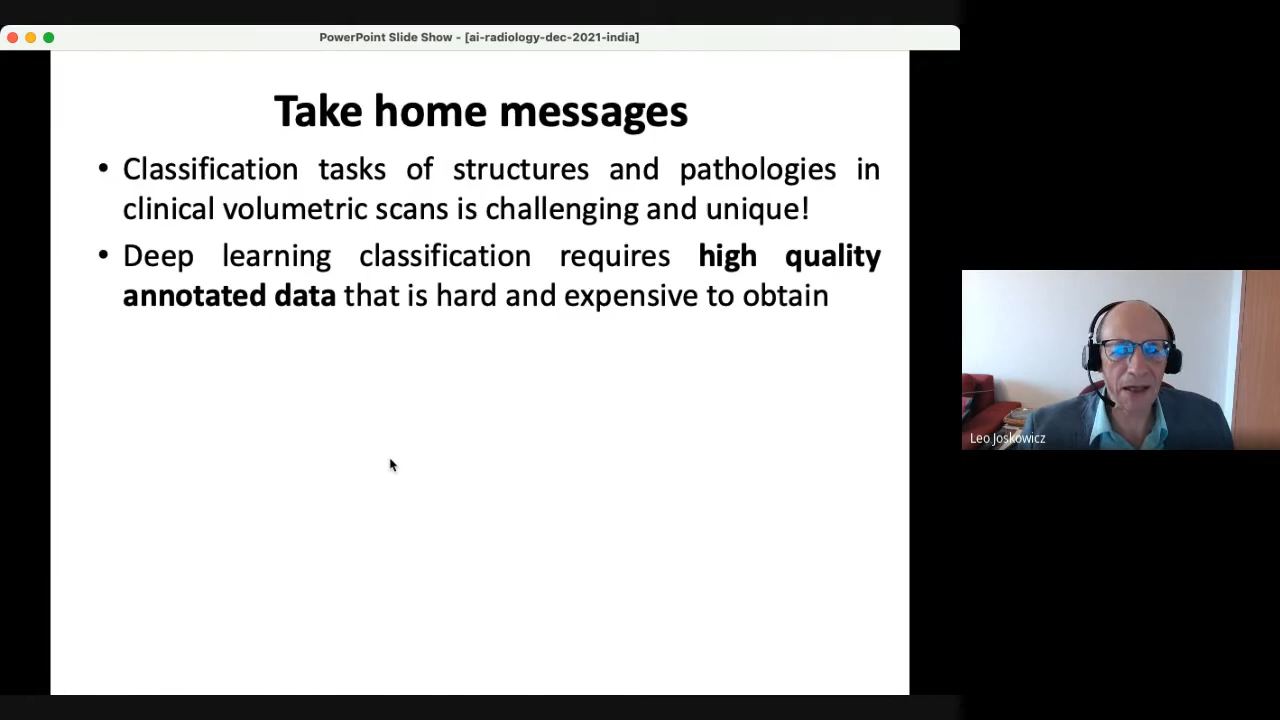 PowerPoint Slide Show - [ai-radiology-dec-2021-india]
Take home messages
• Classification tasks of structures and pathologies in
clinical volumetric scans is challenging and unique!
• Deep learning classification requires high quality
annotated data that is hard and expensive to obtain
Leo Joskowicz